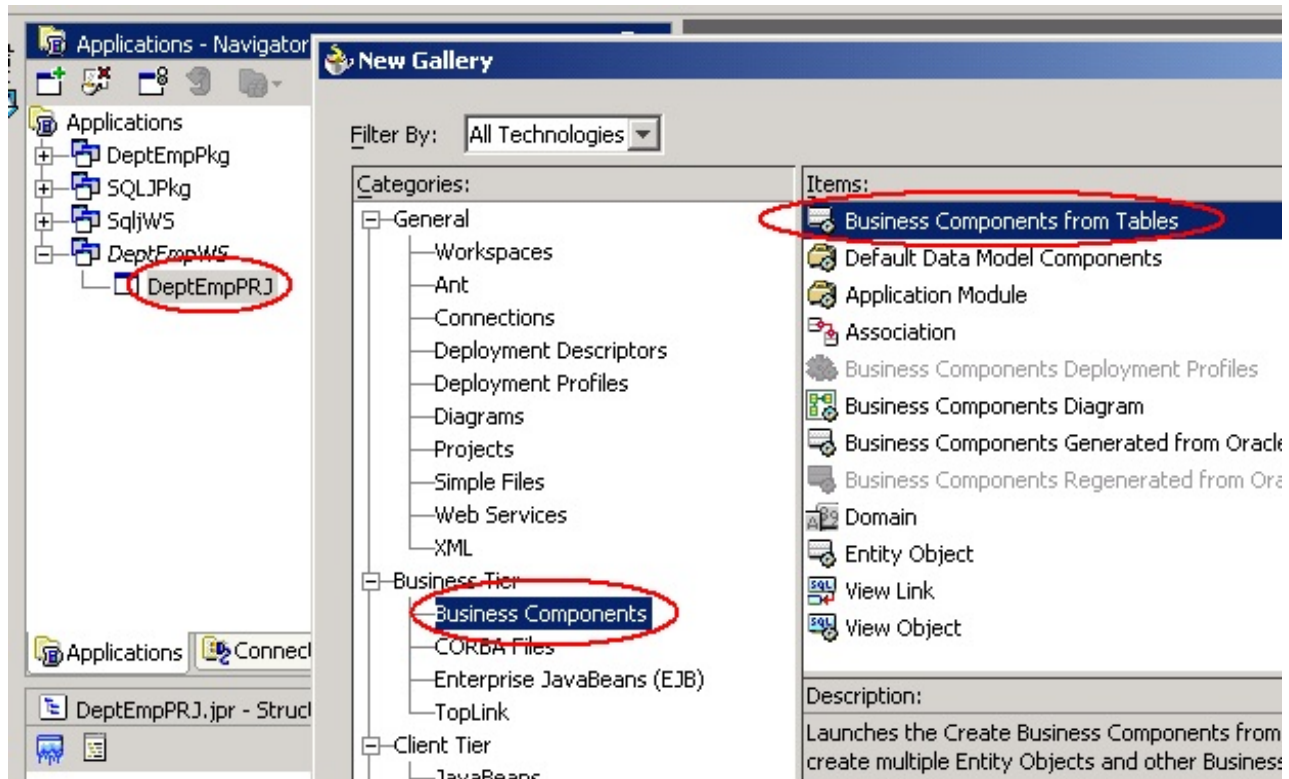 Applications - Navigator
Applications
DeptEmpPkg
SQLJPkg
SqljWS
DeptEmpWS
DeptEmpPRJ
Applications
Connec
DeptEmpPRJ.jpr - Struc
New Gallery
Filter By: All Technologies
Categories:
General
Workspaces
Ant
Connections
Deployment Descriptors
Deployment Profiles
Diagrams
Projects
Simple Files
Web Services
XML
Business Tier
Business Components
CORBA Files
Enterprise JavaBeans (EJB)
TopLink
Client Tier
JavaBeans
Items:
Business Components from Tables
Default Data Model Components
Application Module
Association
Business Components Deployment Profiles
Business Components Diagram
Business Components Generated from Oracle
Business Components Regenerated from Ora
Domain
Entity Object
View Link
View Object
Description:
Launches the Create Business Components from
create multiple Entity Objects and other Business